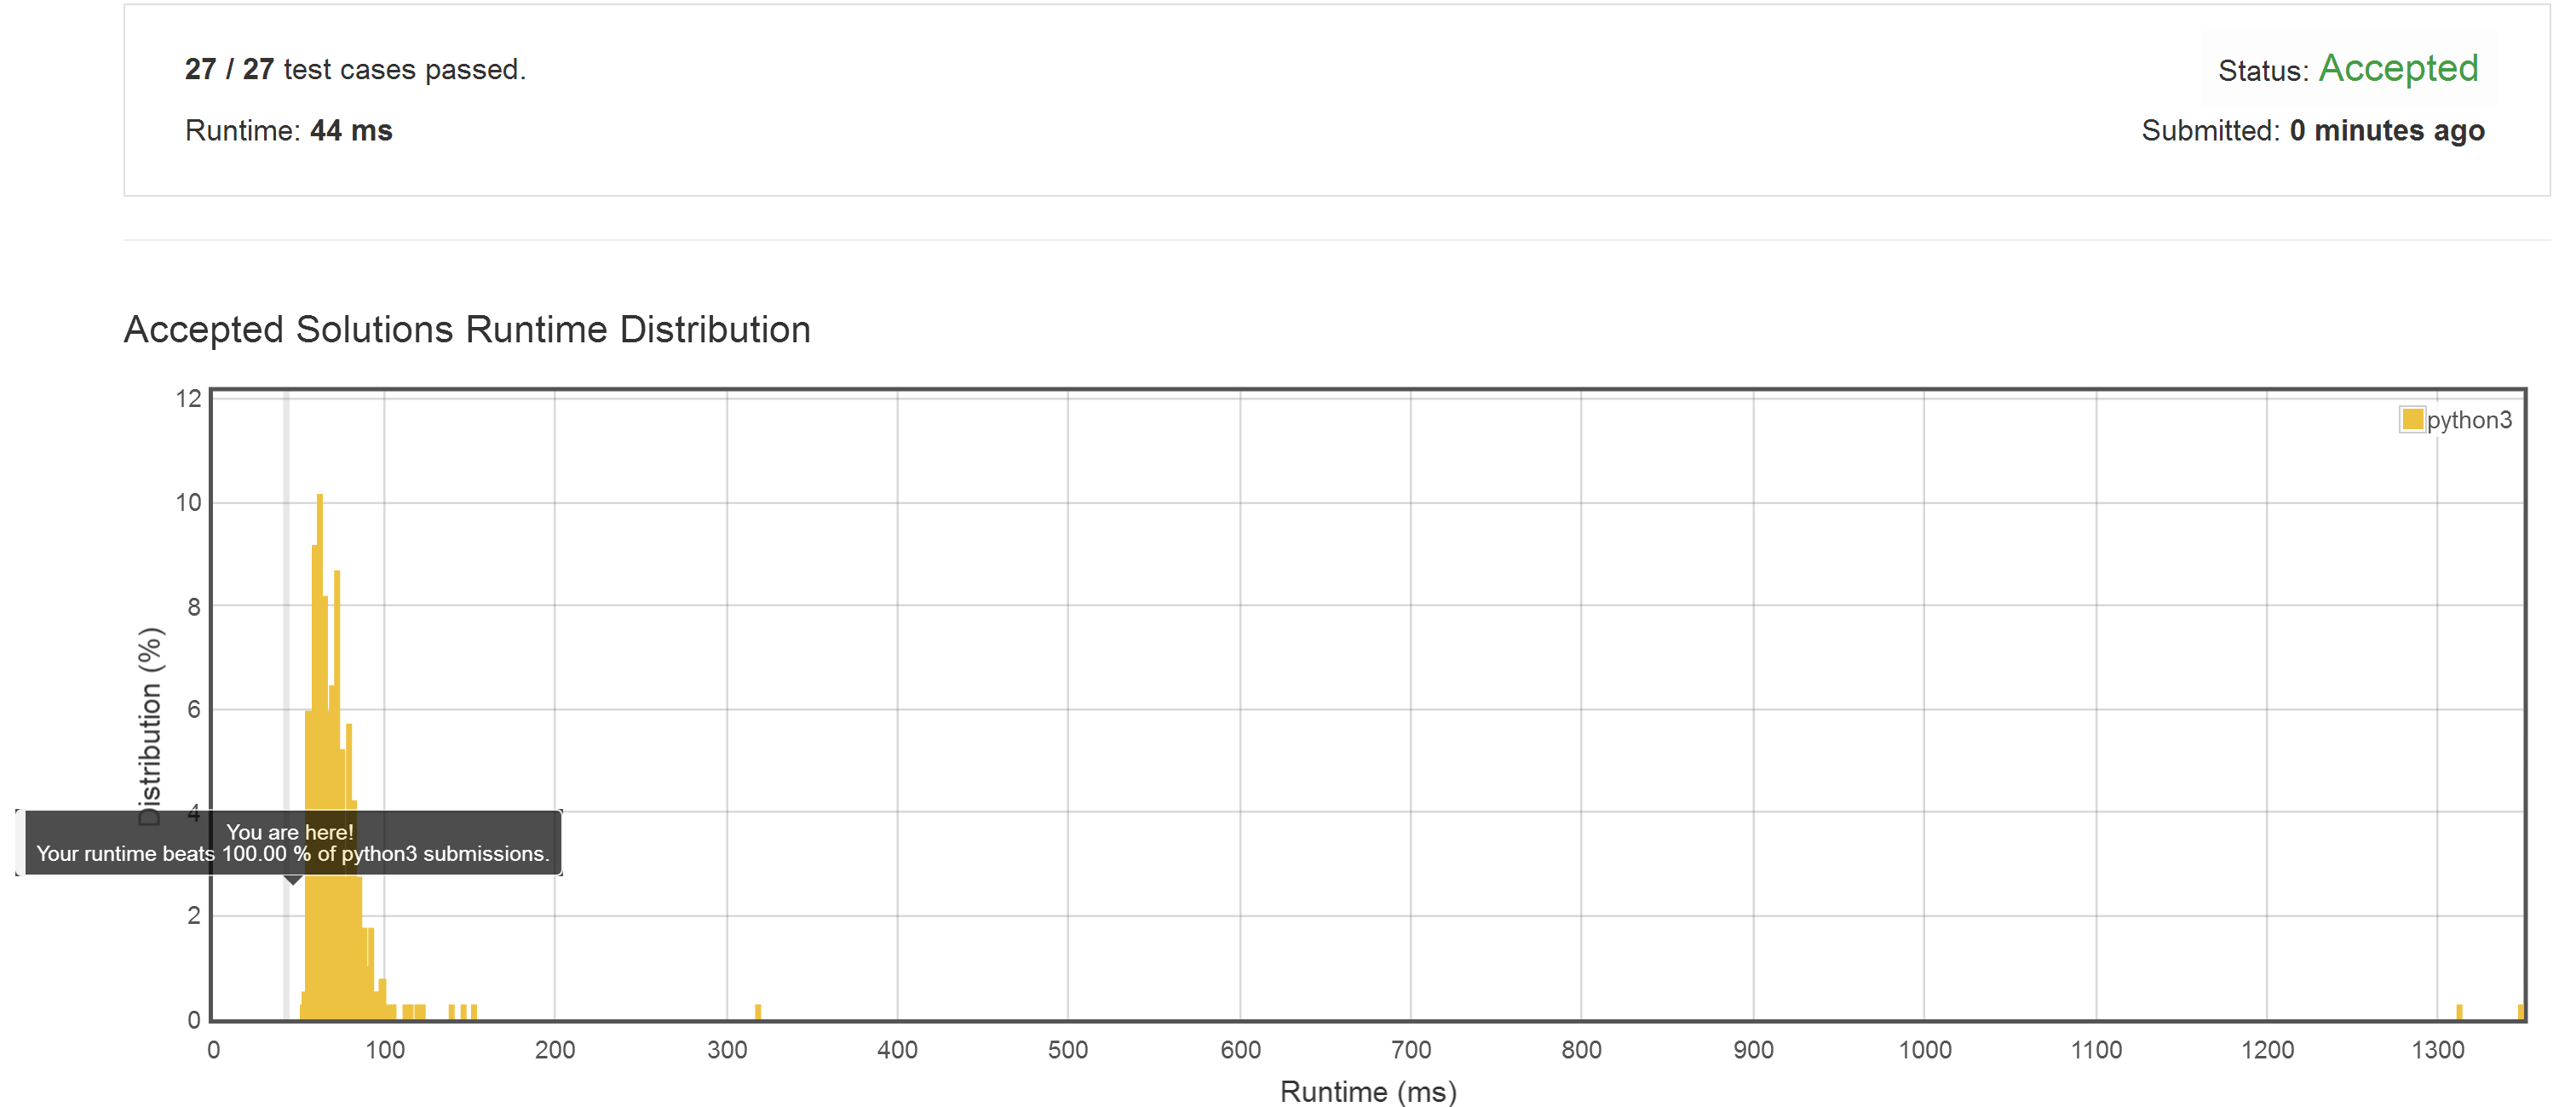 27 / 27 test cases passed.
Status: Accepted
Runtime: 44 ms
Submitted: 0 minutes ago
Accepted Solutions Runtime Distribution
12
10
8
6
4
2
0
Distribution (%)
python3
You are here!
Your runtime beats 100.00 % of python3 submissions.
0 100 200 300 400 500 600 700 800 900 1000 1100 1200 1300
Runtime (ms)